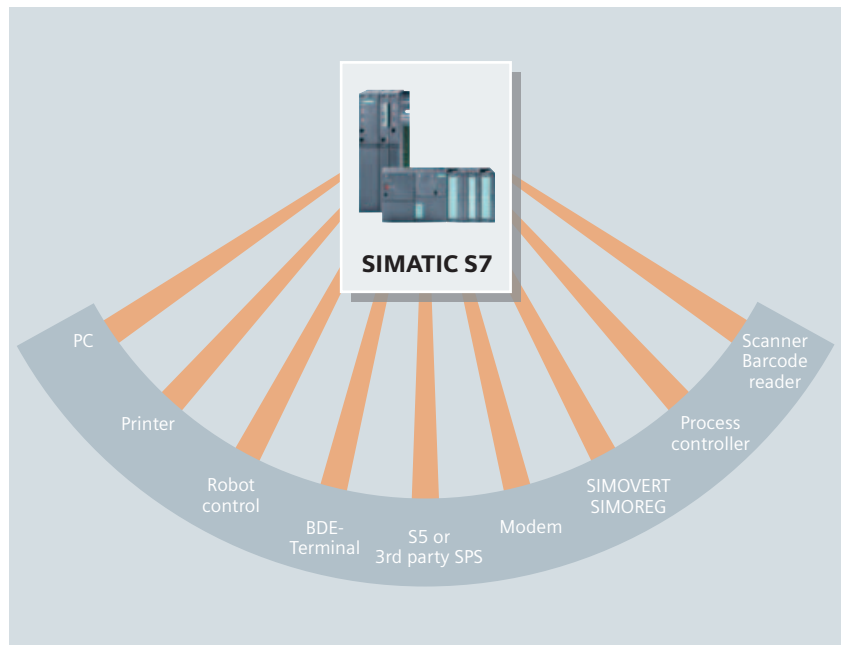 SIMATIC S7
PC
Printer
Robot
control
BDE-
Terminal
S5 or
3rd party SPS
Modem
SIMOVERT
SIMOREG
Process
controller
Scanner
Barcode
reader